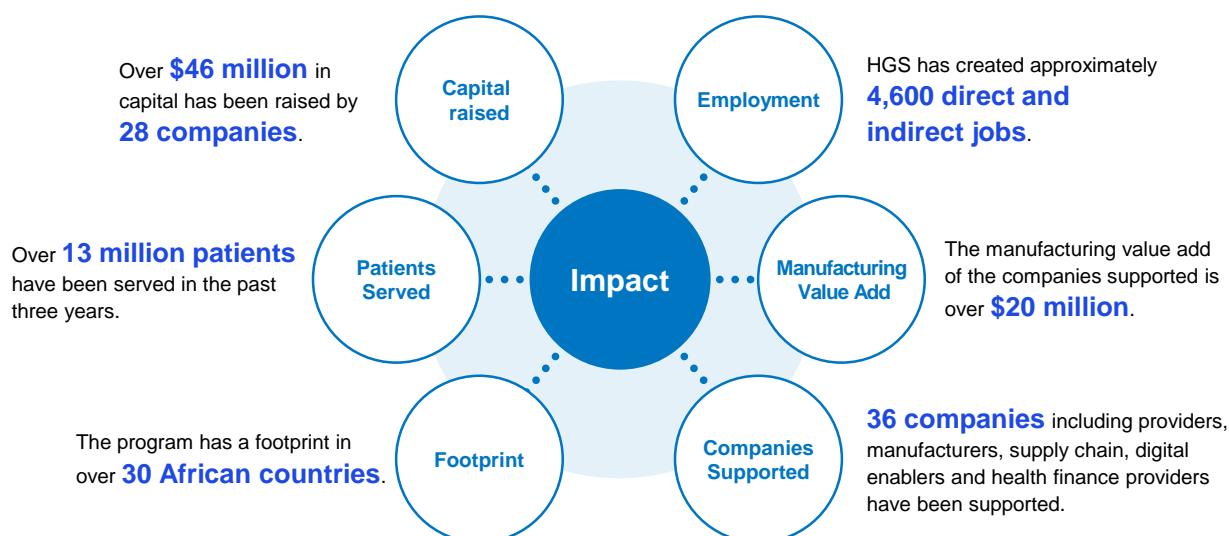 Over $46 million in
capital has been raised by
28 companies.
Capital
raised
Employment
HGS has created approximately
4,600 direct and
indirect jobs.
Over 13 million patients
have been served in the past
three years.
Patients
Served
Impact
Manufacturing
Value Add
The manufacturing value add
of the companies supported is
over $20 million.
The program has a footprint in
over 30 African countries.
Footprint
Companies
Supported
36 companies including providers,
manufacturers, supply chain, digital
enablers and health finance providers
have been supported.